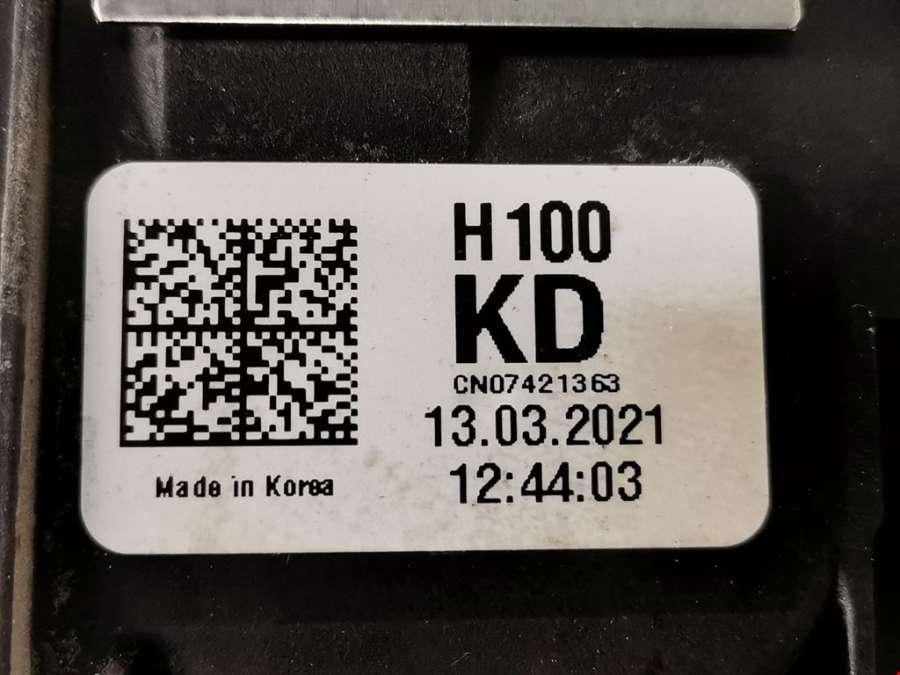 H100
KD
CN07421363
13.03.2021
12:44:03
Made in Korea